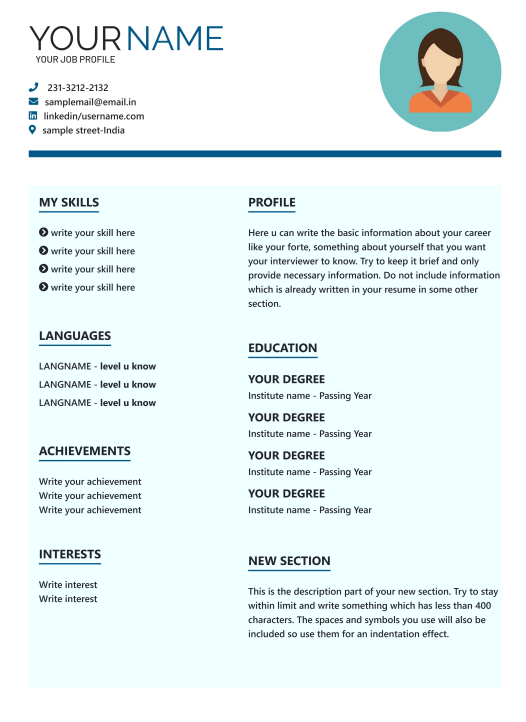 YOUR NAME
YOUR JOB PROFILE
231-3212-2132
samplemail@email.in
linkedin/username.com
sample street-India
MY SKILLS
write your skill here
write your skill here
write your skill here
write your skill here
LANGUAGES
LANGNAME - level u know
LANGNAME - level u know
LANGNAME - level u know
ACHIEVEMENTS
Write your achievement
Write your achievement
Write your achievement
INTERESTS
Write interest
Write interest
PROFILE
Here u can write the basic information about your career
like your forte, something about yourself that you want
your interviewer to know. Try to keep it brief and only
provide necessary information. Do not include information
which is already written in your resume in some other
section.
EDUCATION
YOUR DEGREE
Institute name - Passing Year
YOUR DEGREE
Institute name - Passing Year
YOUR DEGREE
Institute name - Passing Year
YOUR DEGREE
Institute name - Passing Year
NEW SECTION
This is the description part of your new section. Try to stay
within limit and write something which has less than 400
characters. The spaces and symbols you use will also be
included so use them for an indentation effect.